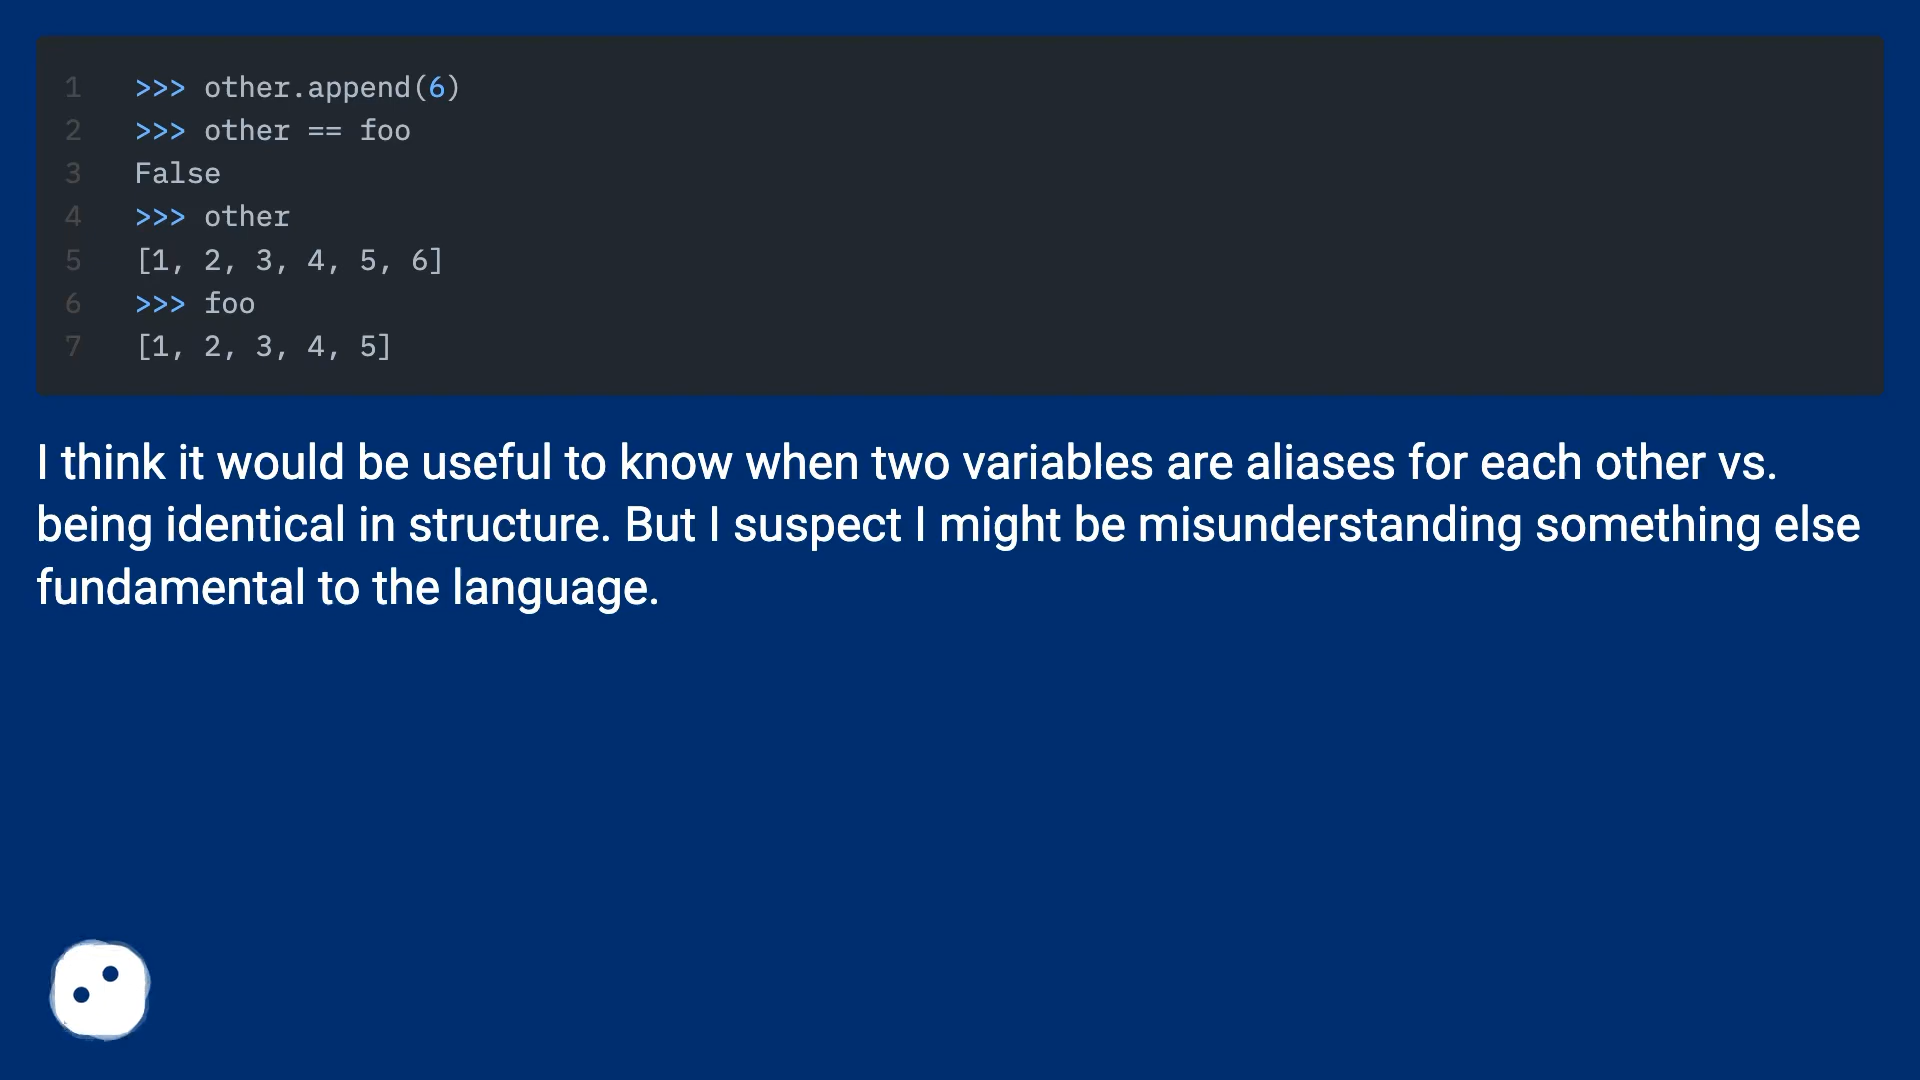 1 >>> other.append(6)
2 >>> other == foo
3 False
4 >>> other
5 [1, 2, 3, 4, 5, 6]
6 >>> foo
7 [1, 2, 3, 4, 5]
I think it would be useful to know when two variables are aliases for each other vs.
being identical in structure. But I suspect I might be misunderstanding something else
fundamental to the language.